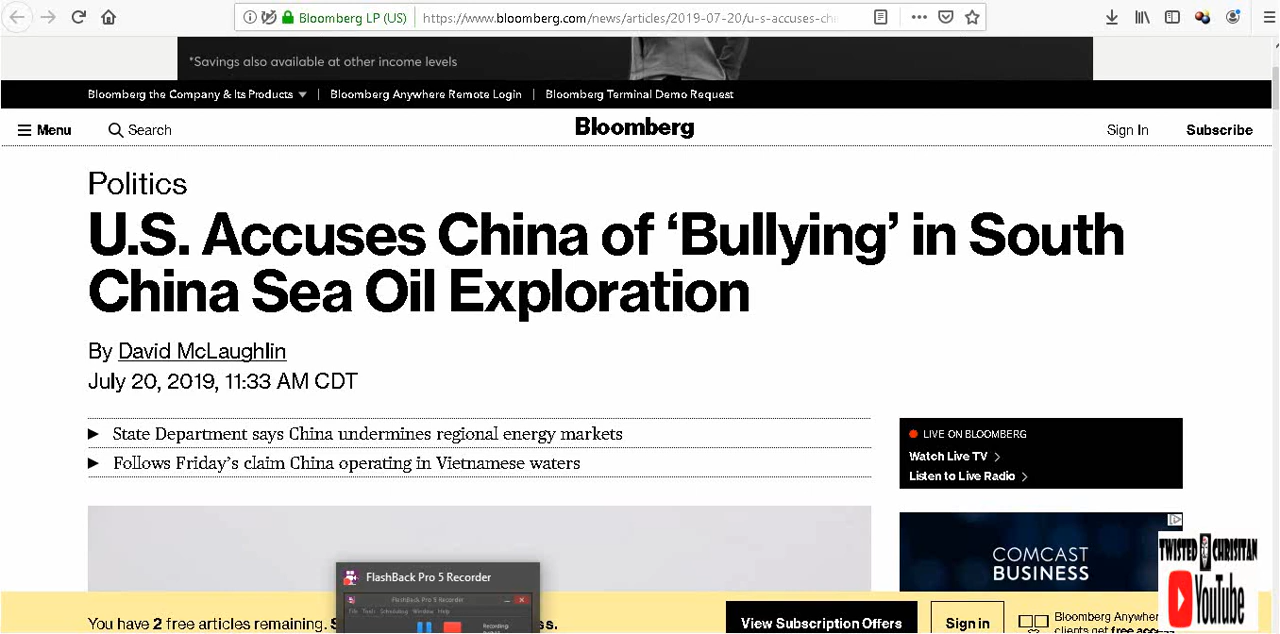 Bloomberg LP (US)
https://www.bloomberg.com/news/articles/2019-07-20/u-s-accuses-ch
*Savings also available at other income levels
Bloomberg the Company & Its Products | Bloomberg Anywhere Remote Login | Bloomberg Terminal Demo Request
Menu Search Bloomberg Sign In Subscribe
Politics
U.S. Accuses China of ‘Bullying’ in South
China Sea Oil Exploration
By David McLaughlin
July 20, 2019, 11:33 AM CDT
State Department says China undermines regional energy markets
Follows Friday’s claim China operating in Vietnamese waters
LIVE ON BLOOMBERG
Watch Live TV
Listen to Live Radio
COMCAST
BUSINESS
TWISTED CHRISITAN
YouTube
FlashBack Pro 5 Recorder
FlashBack Pro 5 Recorder
File Tools Scheduling Window Help
Recording
You have 2 free articles remaining.
View Subscription Offers
Sign in
Bloomberg Anywhere
clients get free